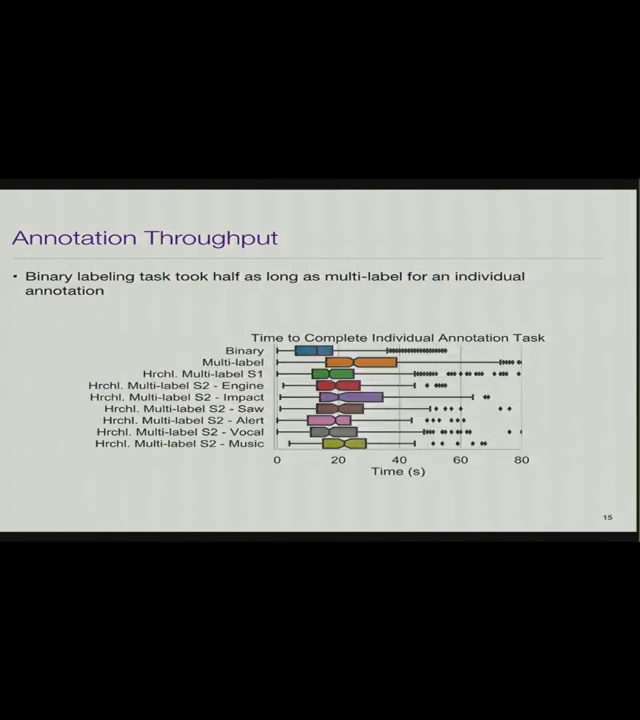 Annotation Throughput
• Binary labeling task took half as long as multi-label for an individual
annotation
Time to Complete Individual Annotation Task
Binary
Multi-label
Hrchl. Multi-label S1
Hrchl. Multi-label S2 - Engine
Hrchl. Multi-label S2 - Impact
Hrchl. Multi-label S2 - Saw
Hrchl. Multi-label S2 - Alert
Hrchl. Multi-label S2 - Vocal
Hrchl. Multi-label S2 - Music
0 20 40 60 80
Time (s)
15